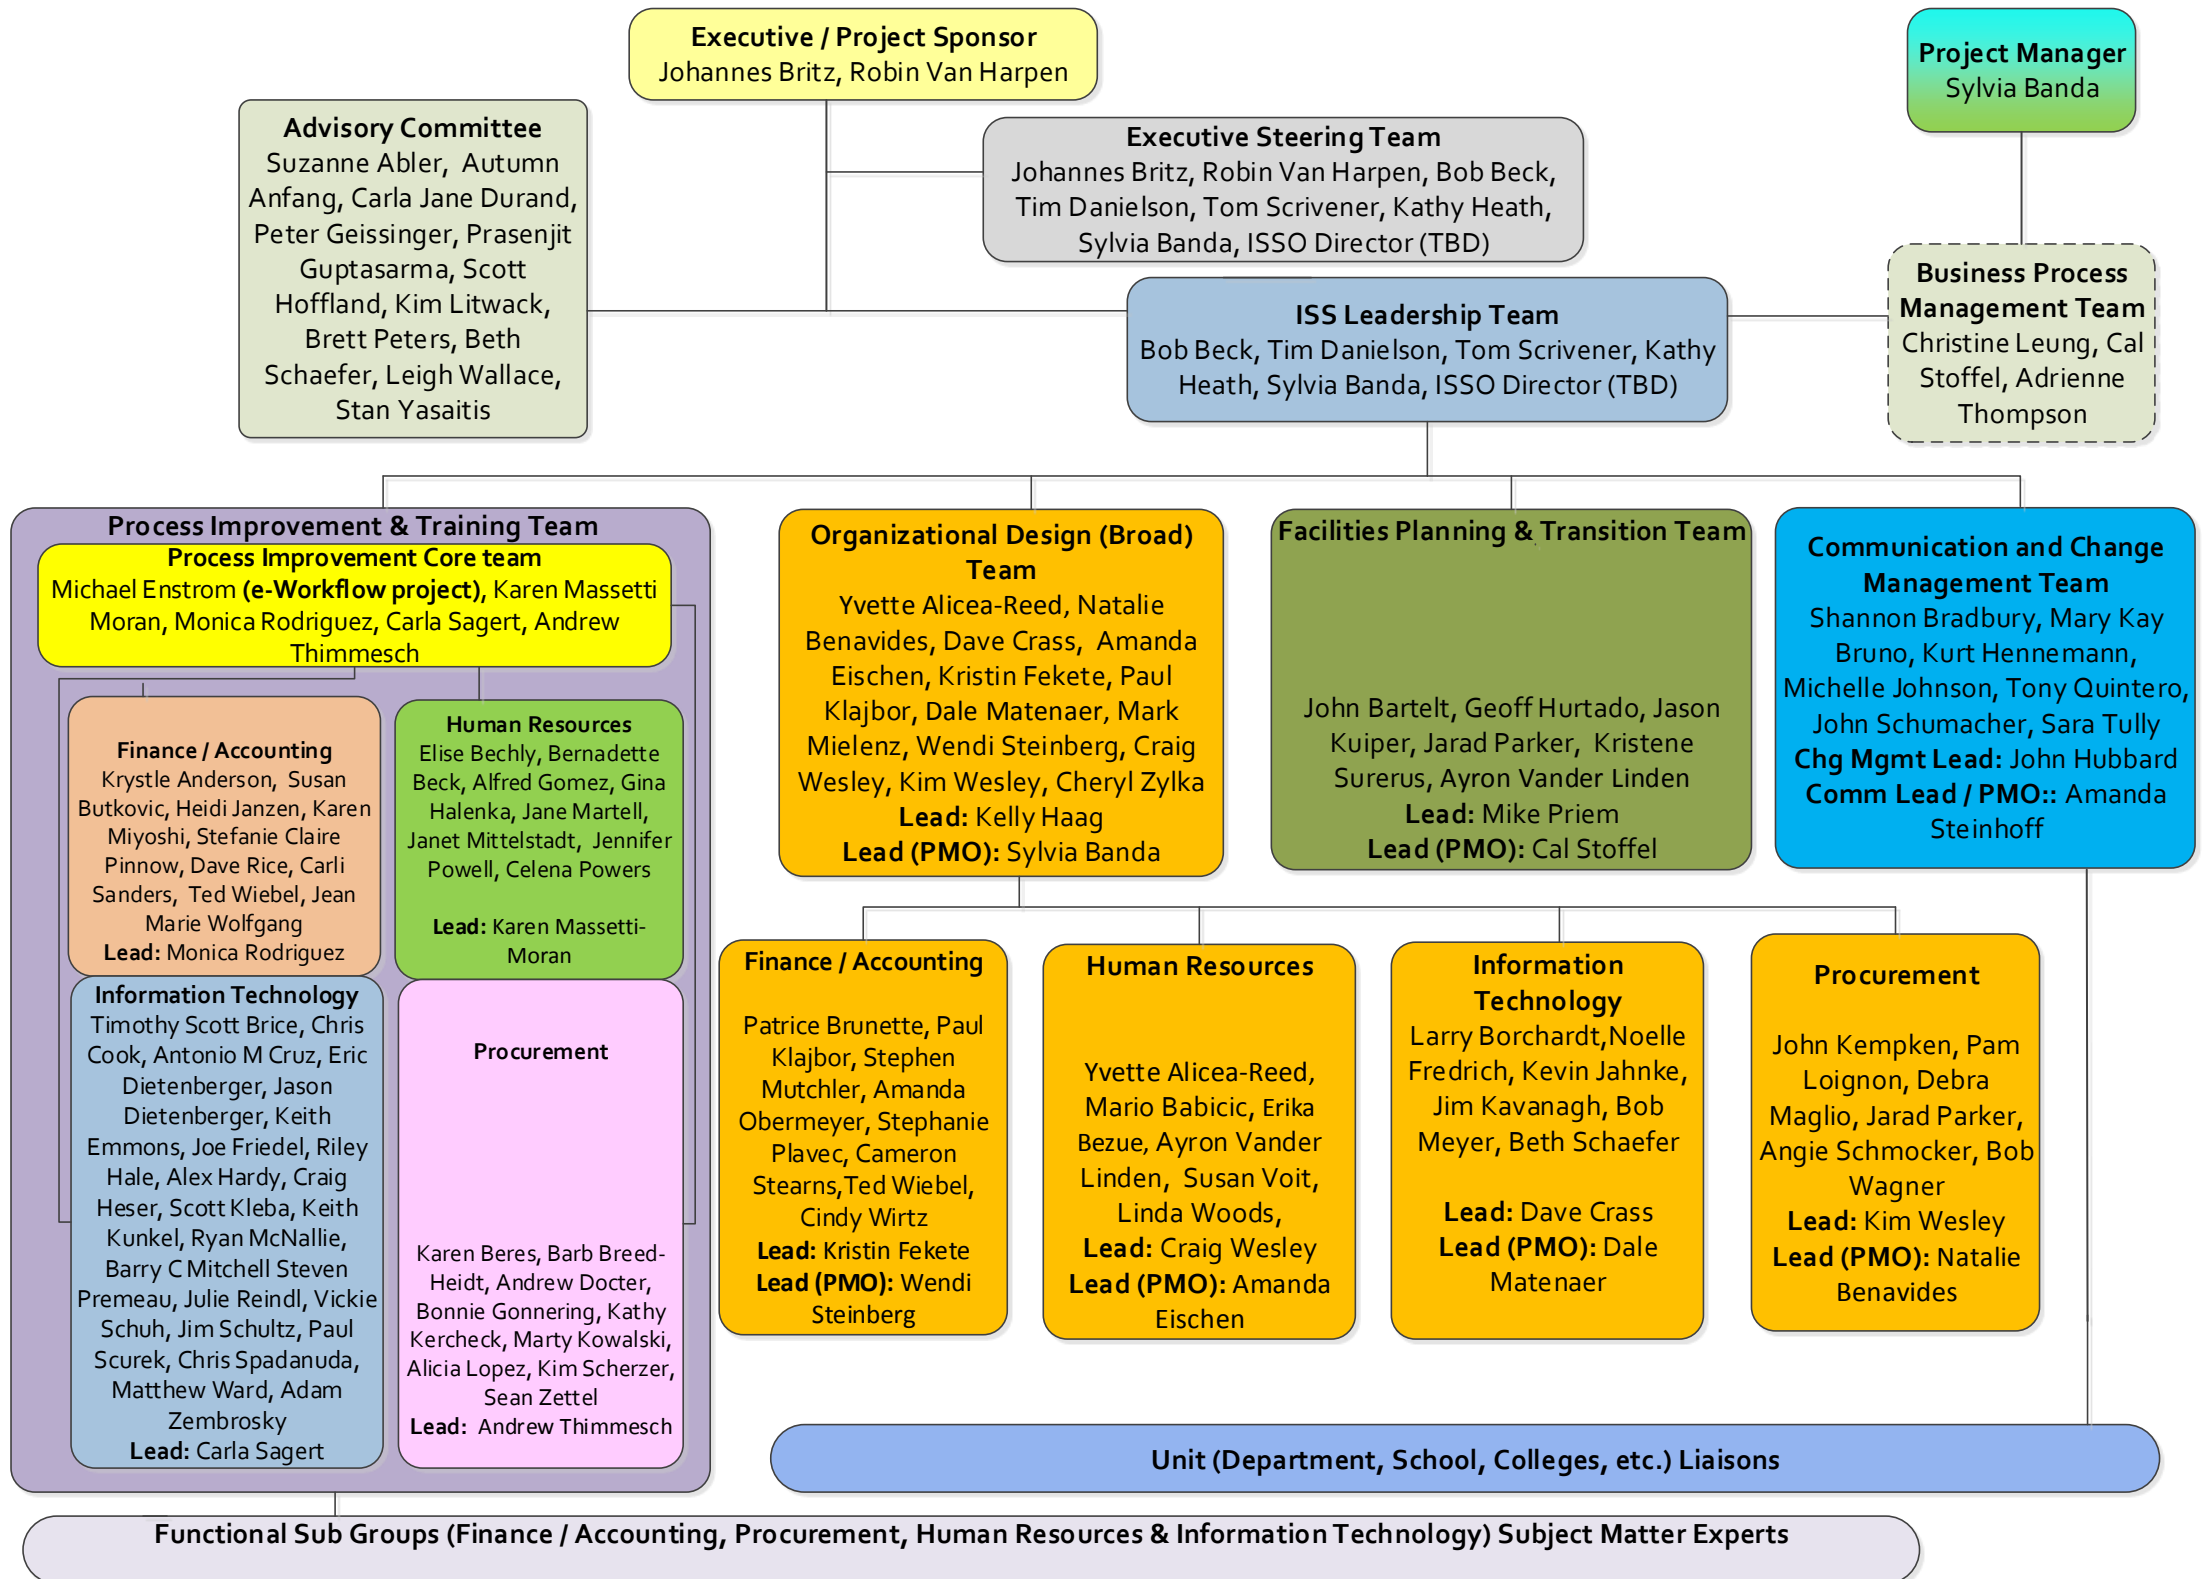 Executive / Project Sponsor
Johannes Britz, Robin Van Harpen
Project Manager
Sylvia Banda
Advisory Committee
Suzanne Abler,  Autumn
Anfang, Carla Jane Durand,
Peter Geissinger, Prasenjit
Guptasarma, Scott
Hoffland, Kim Litwack,
Brett Peters, Beth
Schaefer, Leigh Wallace,
Stan Yasaitis
Executive Steering Team
Johannes Britz, Robin Van Harpen, Bob Beck,
Tim Danielson, Tom Scrivener, Kathy Heath,
Sylvia Banda, ISSO Director (TBD)
ISS Leadership Team
Bob Beck, Tim Danielson, Tom Scrivener, Kathy
Heath, Sylvia Banda, ISSO Director (TBD)
Business Process
Management Team
Christine Leung, Cal
Stoffel, Adrienne
Thompson
Process Improvement & Training Team
Process Improvement Core team
Michael Enstrom (e-Workflow project), Karen Massetti
Moran, Monica Rodriguez, Carla Sagert, Andrew
Thimmesch
Finance / Accounting
Krystle Anderson,  Susan
Butkovic, Heidi Janzen, Karen
Miyoshi, Stefanie Claire
Pinnow, Dave Rice, Carli
Sanders,  Ted Wiebel, Jean
Marie Wolfgang
Lead: Monica Rodriguez
Human Resources
Elise Bechly, Bernadette
Beck, Alfred Gomez, Gina
Halenka, Jane Martell,
Janet Mittelstadt,  Jennifer
Powell, Celena Powers
Lead: Karen Massetti-
Moran
Information Technology
Timothy Scott Brice, Chris
Cook, Antonio M Cruz, Eric
Dietenberger, Jason
Dietenberger, Keith
Emmons, Joe Friedel, Riley
Hale, Alex Hardy, Craig
Heser, Scott Kleba, Keith
Kunkel, Ryan McNallie,
Barry C Mitchell Steven
Premeau, Julie Reindl, Vickie
Schuh, Jim Schultz, Paul
Scurek, Chris Spadanuda,
Matthew Ward, Adam
Zembrosky
Lead: Carla Sagert
Procurement
Karen Beres, Barb Breed-
Heidt, Andrew Docter,
Bonnie Gonnering, Kathy
Kercheck, Marty Kowalski,
Alicia Lopez, Kim Scherzer,
Sean Zettel
Lead:  Andrew Thimmesch
Organizational Design (Broad)
Team
Yvette Alicea-Reed, Natalie
Benavides, Dave Crass,  Amanda
Eischen, Kristin Fekete, Paul
Klajbor, Dale Matenaer, Mark
Mielenz, Wendi Steinberg, Craig
Wesley, Kim Wesley, Cheryl Zylka
Lead: Kelly Haag
Lead (PMO): Sylvia Banda
Facilities Planning & Transition Team
John Bartelt, Geoff Hurtado, Jason
Kuiper, Jarad Parker,  Kristene
Surerus, Ayron Vander Linden
Lead: Mike Priem
Lead (PMO): Cal Stoffel
Communication and Change
Management Team
Shannon Bradbury, Mary Kay
Bruno, Kurt Hennemann,
Michelle Johnson, Tony Quintero,
John Schumacher, Sara Tully
Chg Mgmt Lead: John Hubbard
Comm Lead / PMO:: Amanda
Steinhoff
Finance / Accounting
Patrice Brunette, Paul
Klajbor, Stephen
Mutchler, Amanda
Obermeyer, Stephanie
Plavec, Cameron
Stearns,Ted Wiebel,
Cindy Wirtz
Lead: Kristin Fekete
Lead (PMO): Wendi
Steinberg
Human Resources
Yvette Alicea-Reed,
Mario Babicic, Erika
Bezue, Ayron Vander
Linden,  Susan Voit,
Linda Woods,
Lead: Craig Wesley
Lead (PMO): Amanda
Eischen
Information
Technology
Larry Borchardt,Noelle
Fredrich, Kevin Jahnke,
Jim Kavanagh, Bob
Meyer, Beth Schaefer
Lead: Dave Crass
Lead (PMO): Dale
Matenaer
Procurement
John Kempken, Pam
Loignon, Debra
Maglio, Jarad Parker,
Angie Schmocker, Bob
Wagner
Lead: Kim Wesley
Lead (PMO): Natalie
Benavides
Unit (Department, School, Colleges, etc.) Liaisons
Functional Sub Groups (Finance / Accounting, Procurement, Human Resources & Information Technology) Subject Matter Experts